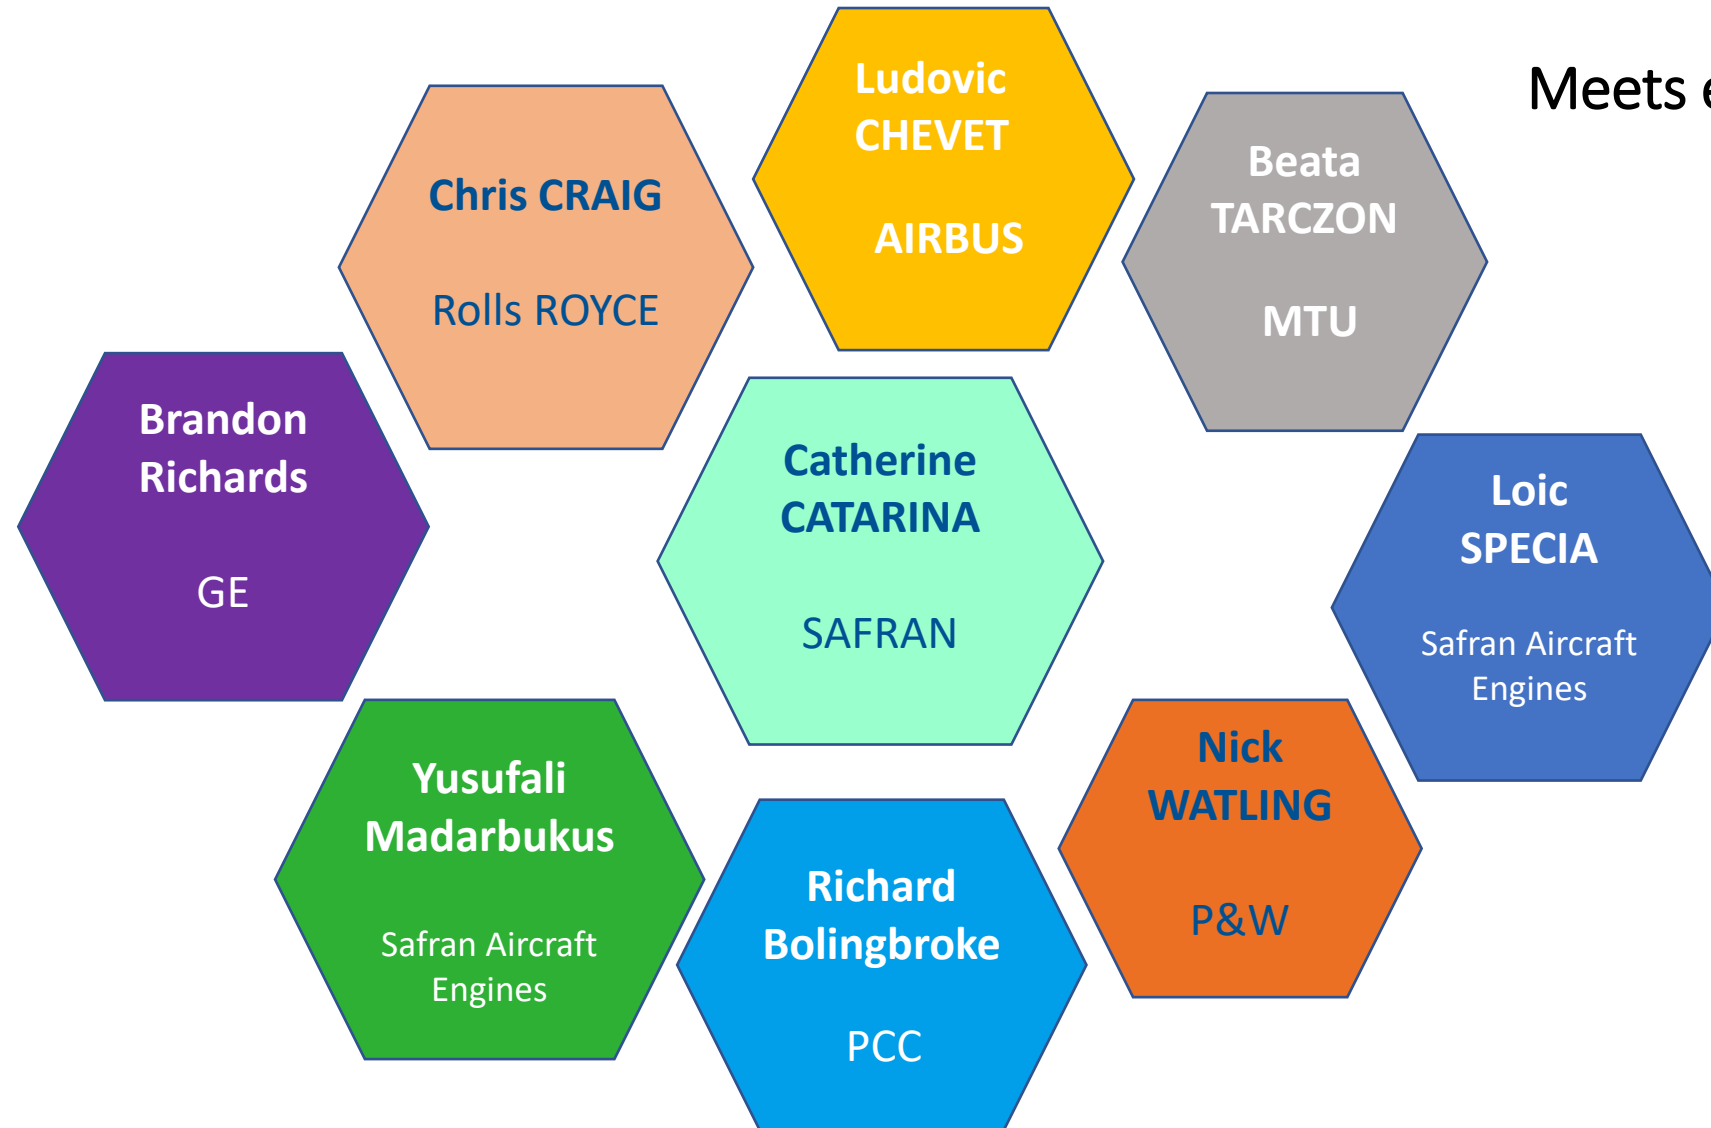 Meets e
Ludovic
CHEVET
AIRBUS
Chris CRAIG
Rolls ROYCE
Beata
TARCZON
MTU
Brandon
Richards
GE
Catherine
CATARINA
SAFRAN
Loic
SPECIA
Safran Aircraft
Engines
Yusufali
Madarbukus
Safran Aircraft
Engines
Richard
Bolingbroke
PCC
Nick
WATLING
P&W